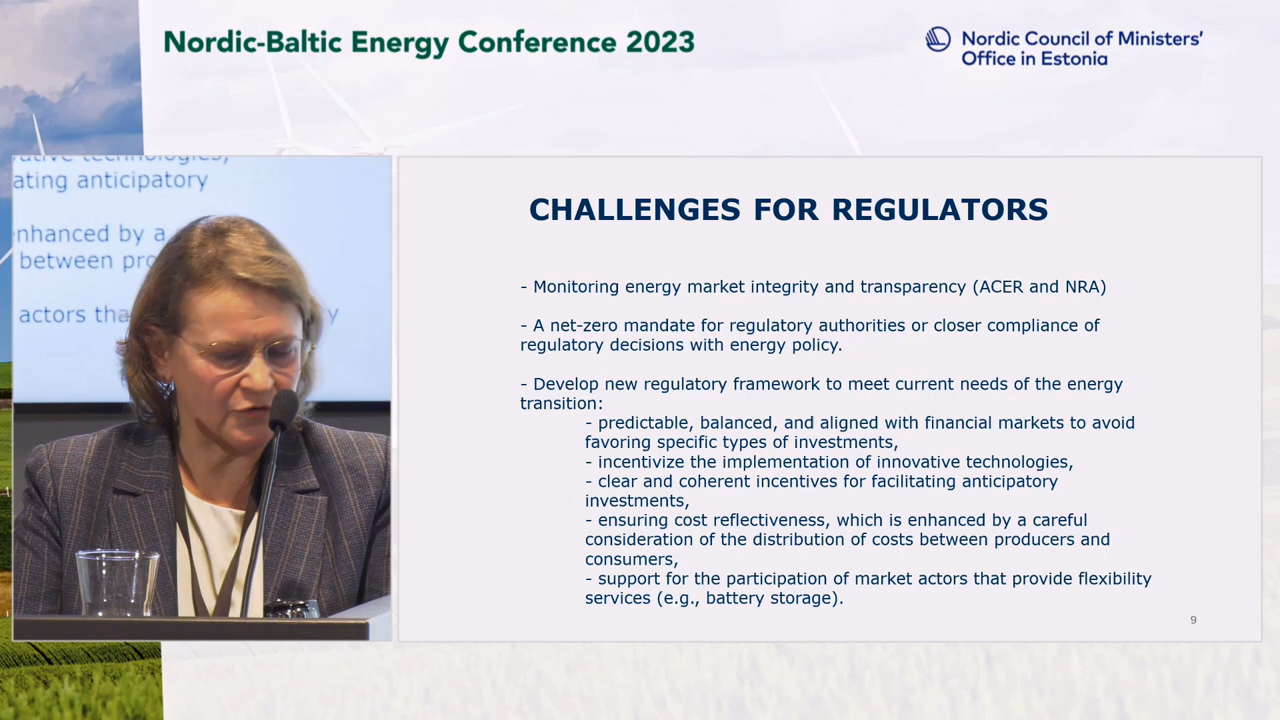 Nordic-Baltic Energy Conference 2023
Nordic Council of Ministers’
Office in Estonia
technologies,
ating anticipatory
nhanced by a
between pro
actors tha
y
CHALLENGES FOR REGULATORS
- Monitoring energy market integrity and transparency (ACER and NRA)
- A net-zero mandate for regulatory authorities or closer compliance of
regulatory decisions with energy policy.
- Develop new regulatory framework to meet current needs of the energy
transition:
- predictable, balanced, and aligned with financial markets to avoid
favoring specific types of investments,
- incentivize the implementation of innovative technologies,
- clear and coherent incentives for facilitating anticipatory
investments,
- ensuring cost reflectiveness, which is enhanced by a careful
consideration of the distribution of costs between producers and
consumers,
- support for the participation of market actors that provide flexibility
services (e.g., battery storage).
9